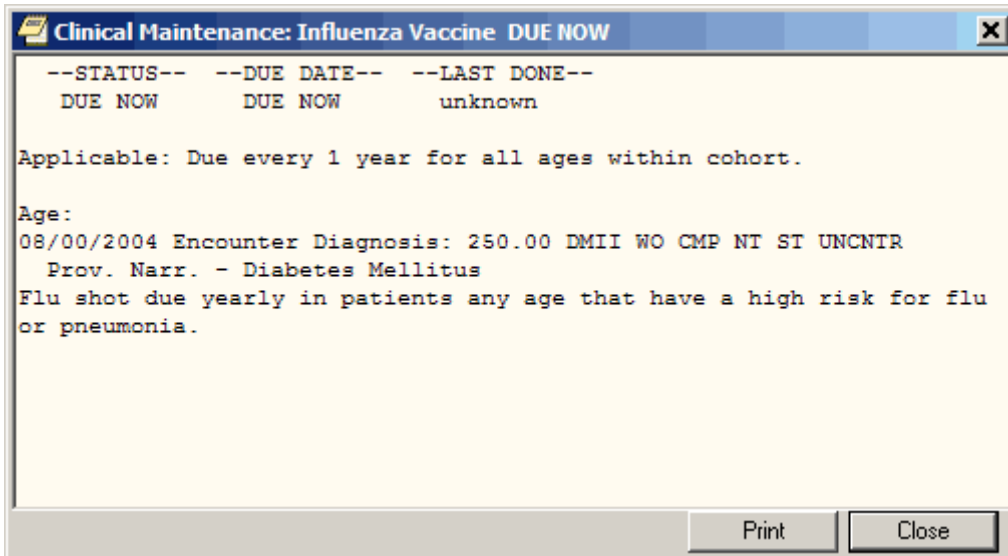 Clinical Maintenance: Influenza Vaccine DUE NOW
--STATUS-- --DUE DATE-- --LAST DONE--
DUE NOW DUE NOW unknown
Applicable: Due every 1 year for all ages within cohort.
Age:
08/00/2004 Encounter Diagnosis: 250.00 DMII WO CMP NT ST UNCNTR
Prov. Narr. - Diabetes Mellitus
Flu shot due yearly in patients any age that have a high risk for flu
or pneumonia.
Print Close